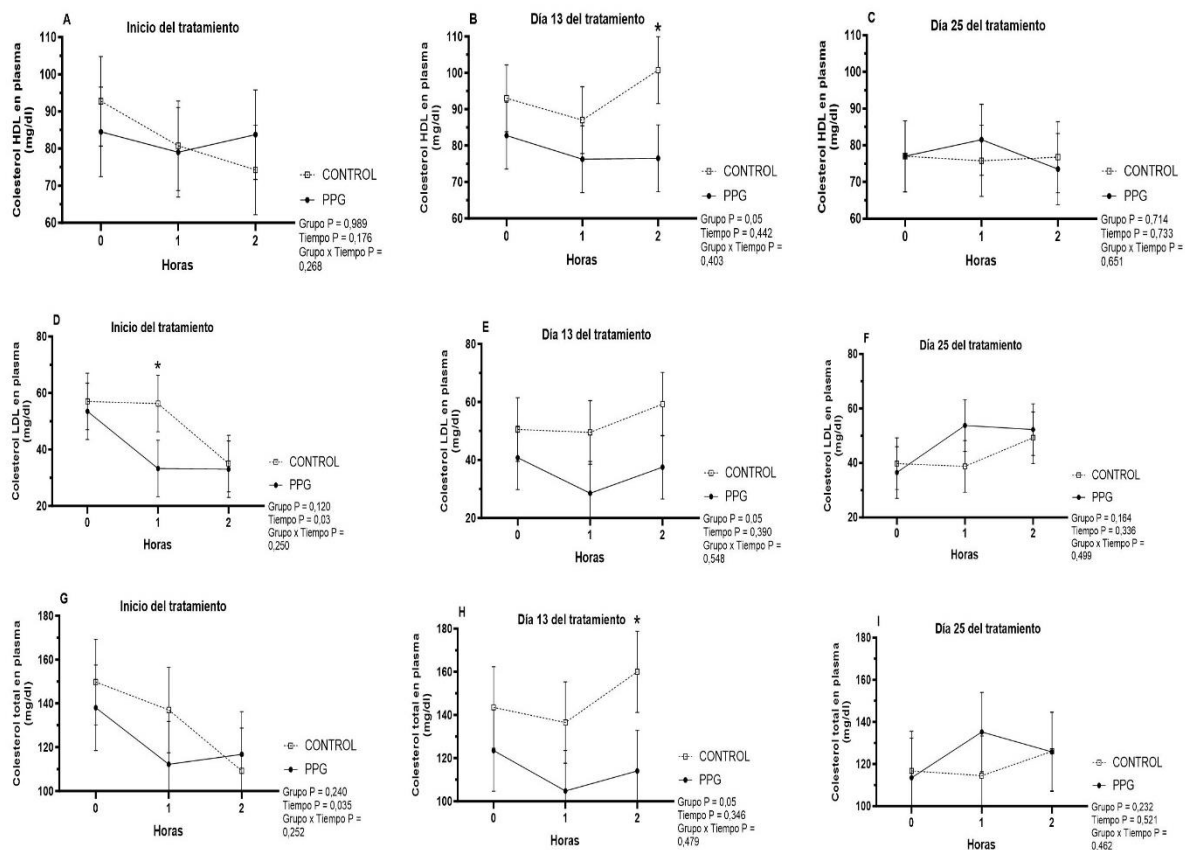 A
Inicio del tratamiento
Colesterol HDL en plasma
(mg/dl)
110
100
90
80
70
60
0
1
2
Horas
CONTROL
PPG
Grupo P = 0,989
Tiempo P = 0,176
Grupo x Tiempo P =
0,268
B
Día 13 del tratamiento
*
Colesterol HDL en plasma
(mg/dl)
110
100
90
80
70
60
0
1
2
Horas
CONTROL
PPG
Grupo P = 0,05
Tiempo P = 0,442
Grupo x Tiempo P =
0,403
C
Día 25 del tratamiento
Colesterol HDL en plasma
(mg/dl)
110
100
90
80
70
60
0
1
2
Horas
CONTROL
PPG
Grupo P = 0,714
Tiempo P = 0,733
Grupo x Tiempo P =
0,651
D
Inicio del tratamiento
*
Colesterol LDL en plasma
(mg/dl)
80
60
40
20
0
1
2
Horas
CONTROL
PPG
Grupo P = 0,120
Tiempo P = 0,03
Grupo x Tiempo P =
0,250
E
Día 13 del tratamiento
Colesterol LDL en plasma
(mg/dl)
80
60
40
20
0
1
2
Horas
CONTROL
PPG
Grupo P = 0,05
Tiempo P = 0,390
Grupo x Tiempo P =
0,548
F
Día 25 del tratamiento
Colesterol LDL en plasma
(mg/dl)
80
60
40
20
0
1
2
Horas
CONTROL
PPG
Grupo P = 0,164
Tiempo P = 0,336
Grupo x Tiempo P =
0,499
G
Inicio del tratamiento
Colesterol total en plasma
(mg/dl)
180
160
140
120
100
0
1
2
Horas
CONTROL
PPG
Grupo P = 0,240
Tiempo P = 0,035
Grupo x Tiempo P =
0,252
H
Día 13 del tratamiento
*
Colesterol total en plasma
(mg/dl)
180
160
140
120
100
0
1
2
Horas
CONTROL
PPG
Grupo P = 0,05
Tiempo P = 0,346
Grupo x Tiempo P =
0,479
I
Día 25 del tratamiento
Colesterol total en plasma
(mg/dl)
180
160
140
120
100
0
1
2
Horas
CONTROL
PPG
Grupo P = 0,232
Tiempo P = 0,521
Grupo x Tiempo P =
0,462